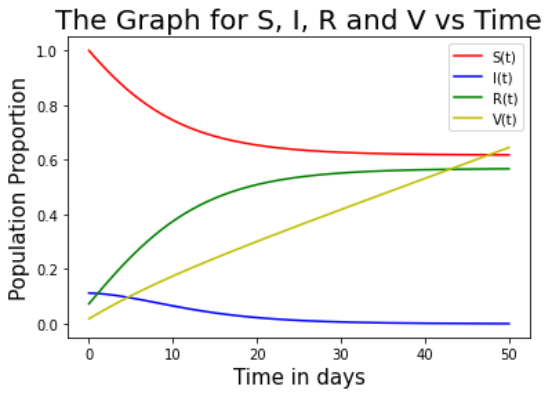 The Graph for S, I, R and V vs Time
S(t)
I(t)
R(t)
V(t)
Population Proportion
1.0
0.8
0.6
0.4
0.2
0.0
0 10 20 30 40 50
Time in days